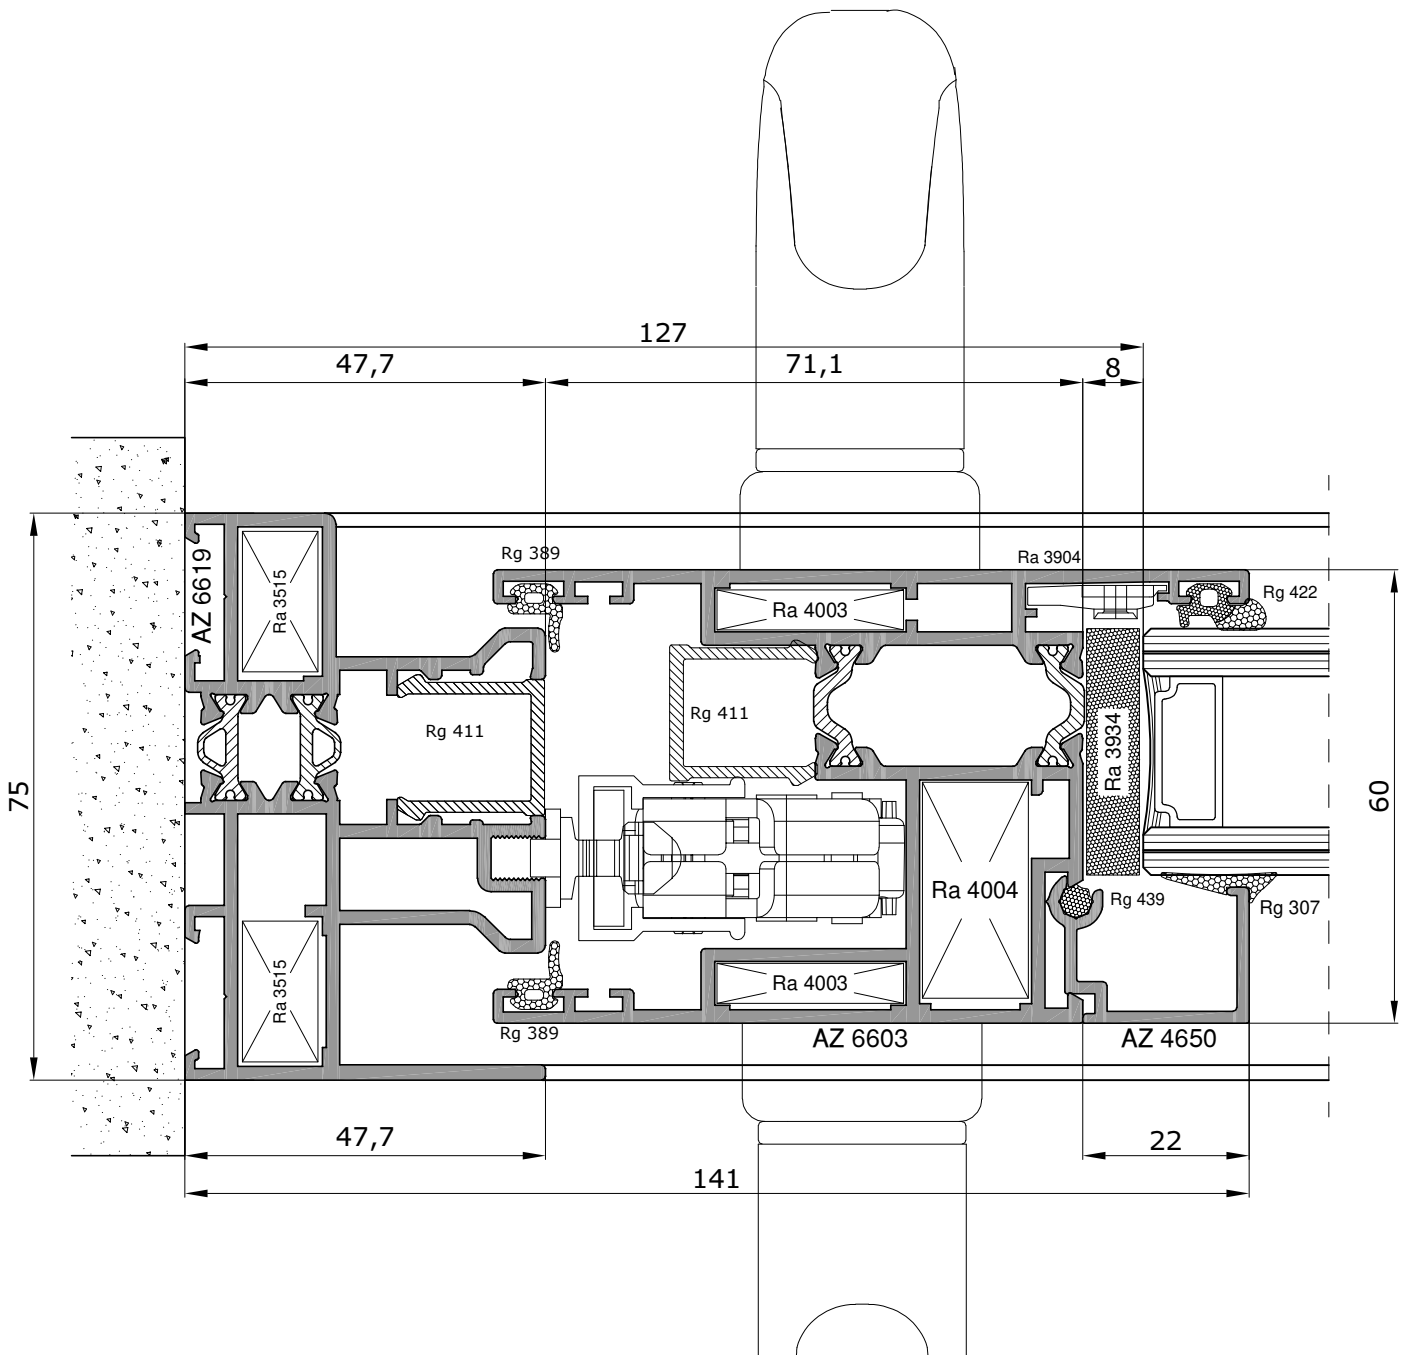 127
47,7
71,1
8
AZ 6619
Ra 3515
Rg 389
Ra 3904
Rg 422
Ra 4003
Rg 411
Rg 411
Ra 3934
75
60
Ra 4004
Rg 439
Rg 307
Ra 3515
Ra 4003
Rg 389
AZ 6603
AZ 4650
47,7
22
141